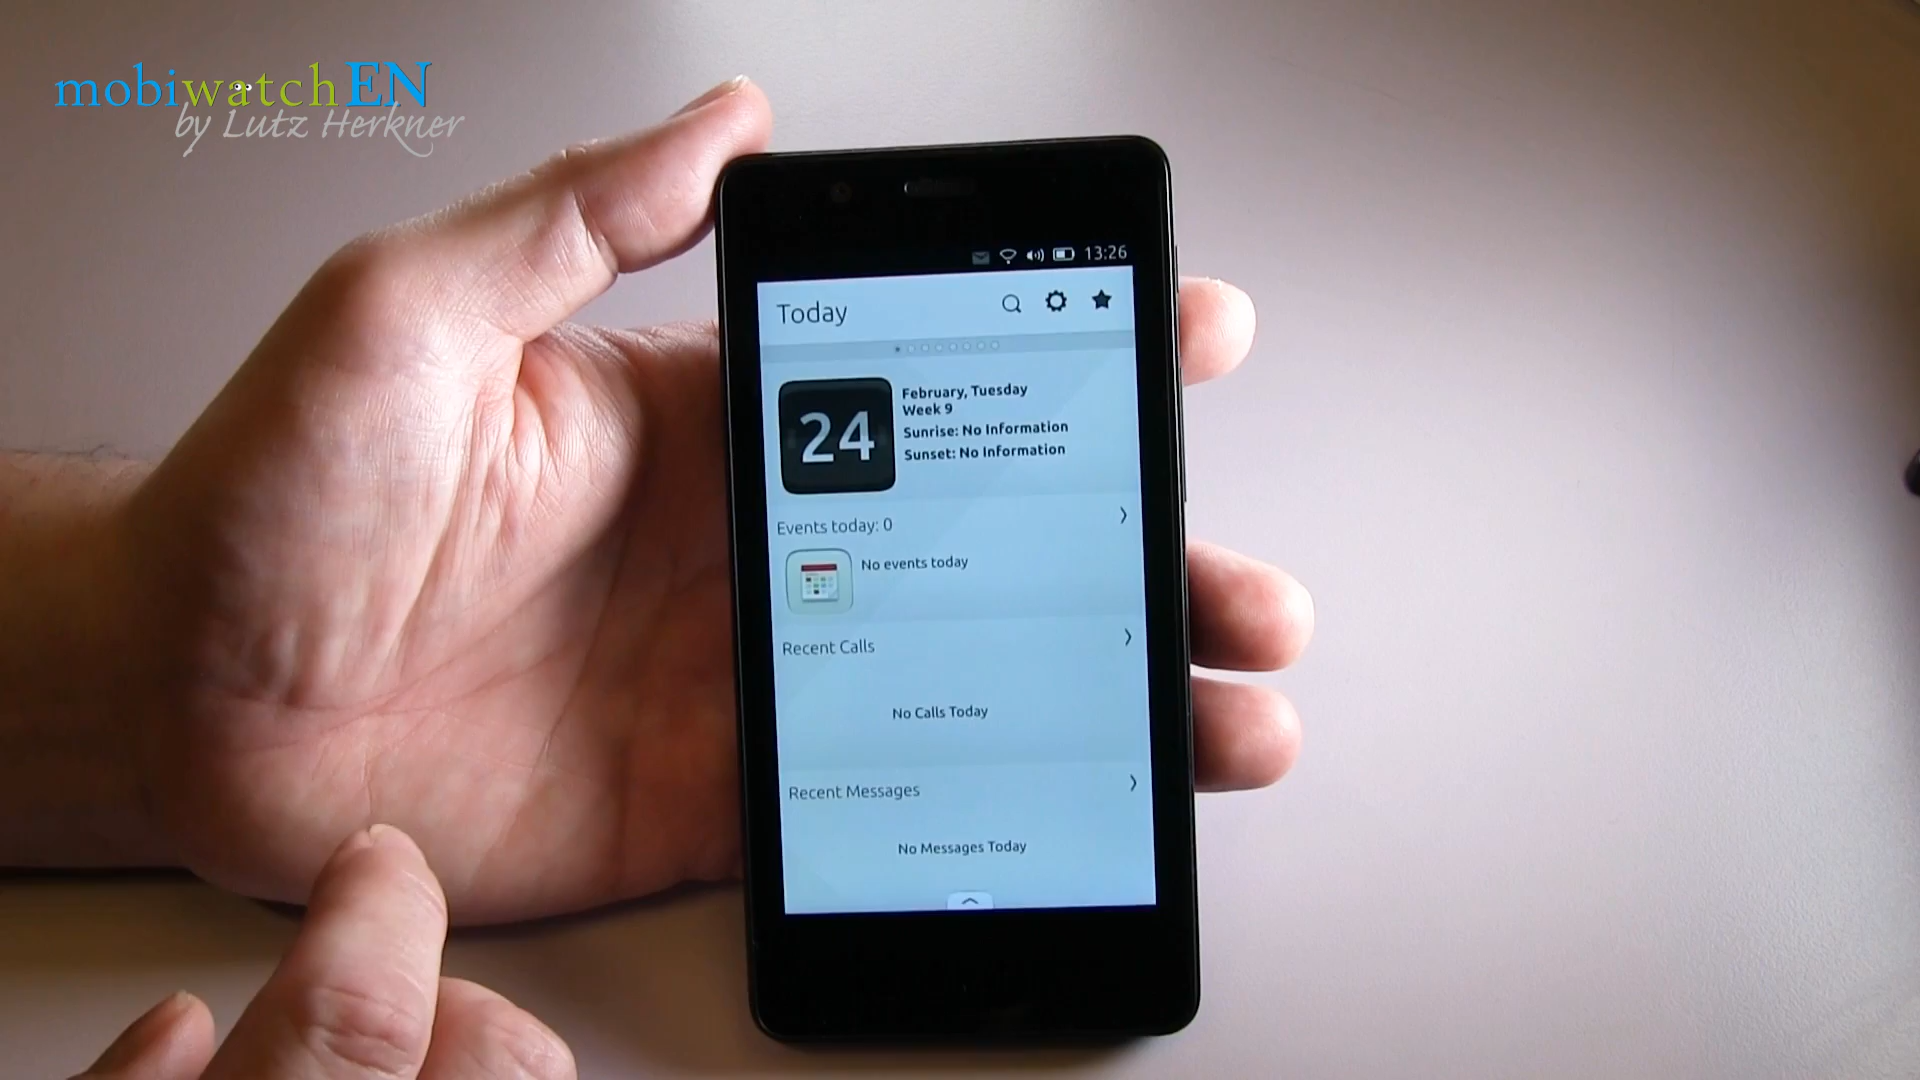 mobiwatchEN
by Lutz Herkner
13:26
Today
24
February, Tuesday
Week 9
Sunrise: No Information
Sunset: No Information
Events today: 0
No events today
Recent Calls
No Calls Today
Recent Messages
No Messages Today